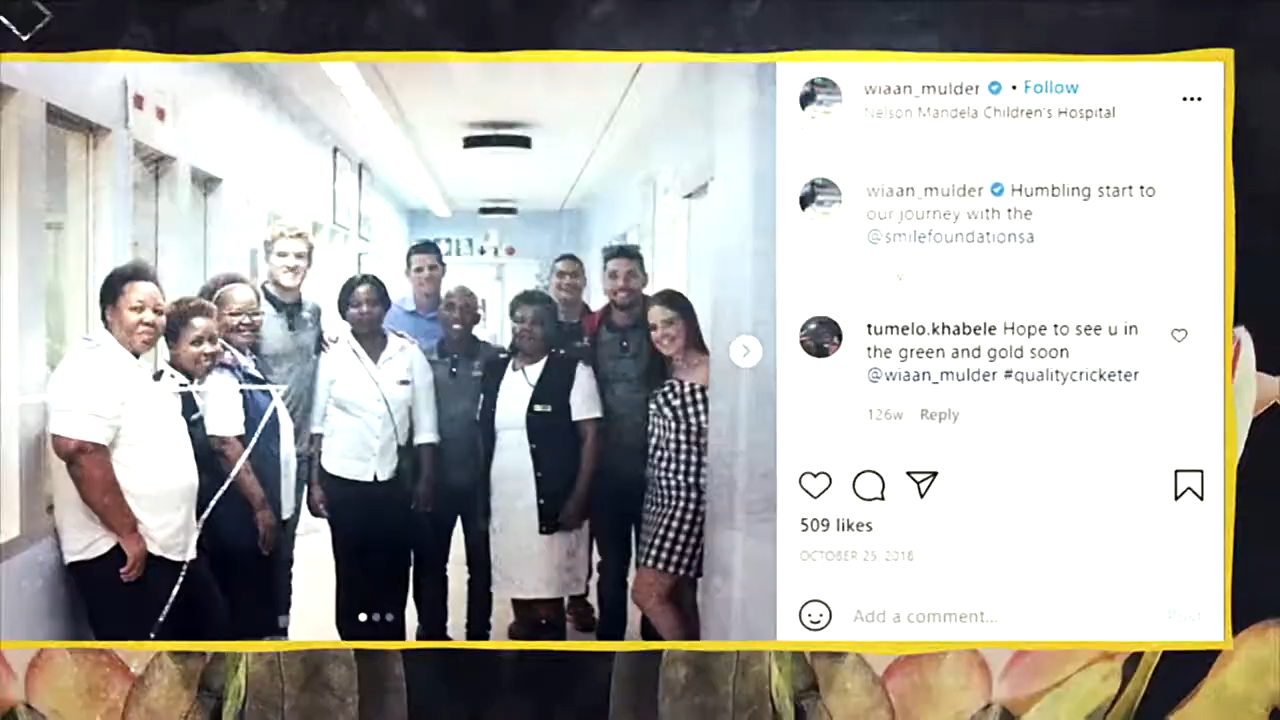 wiaan_mulder • Follow
Nelson Mandela Children's Hospital
wiaan_mulder Humbling start to
our journey with the
@smilefoundationsa
tumelo.khabele Hope to see u in
the green and gold soon
@wiaan_mulder #qualitycricketer
126w Reply
509 likes
OCTOBER 25, 2018
Add a comment...
Post